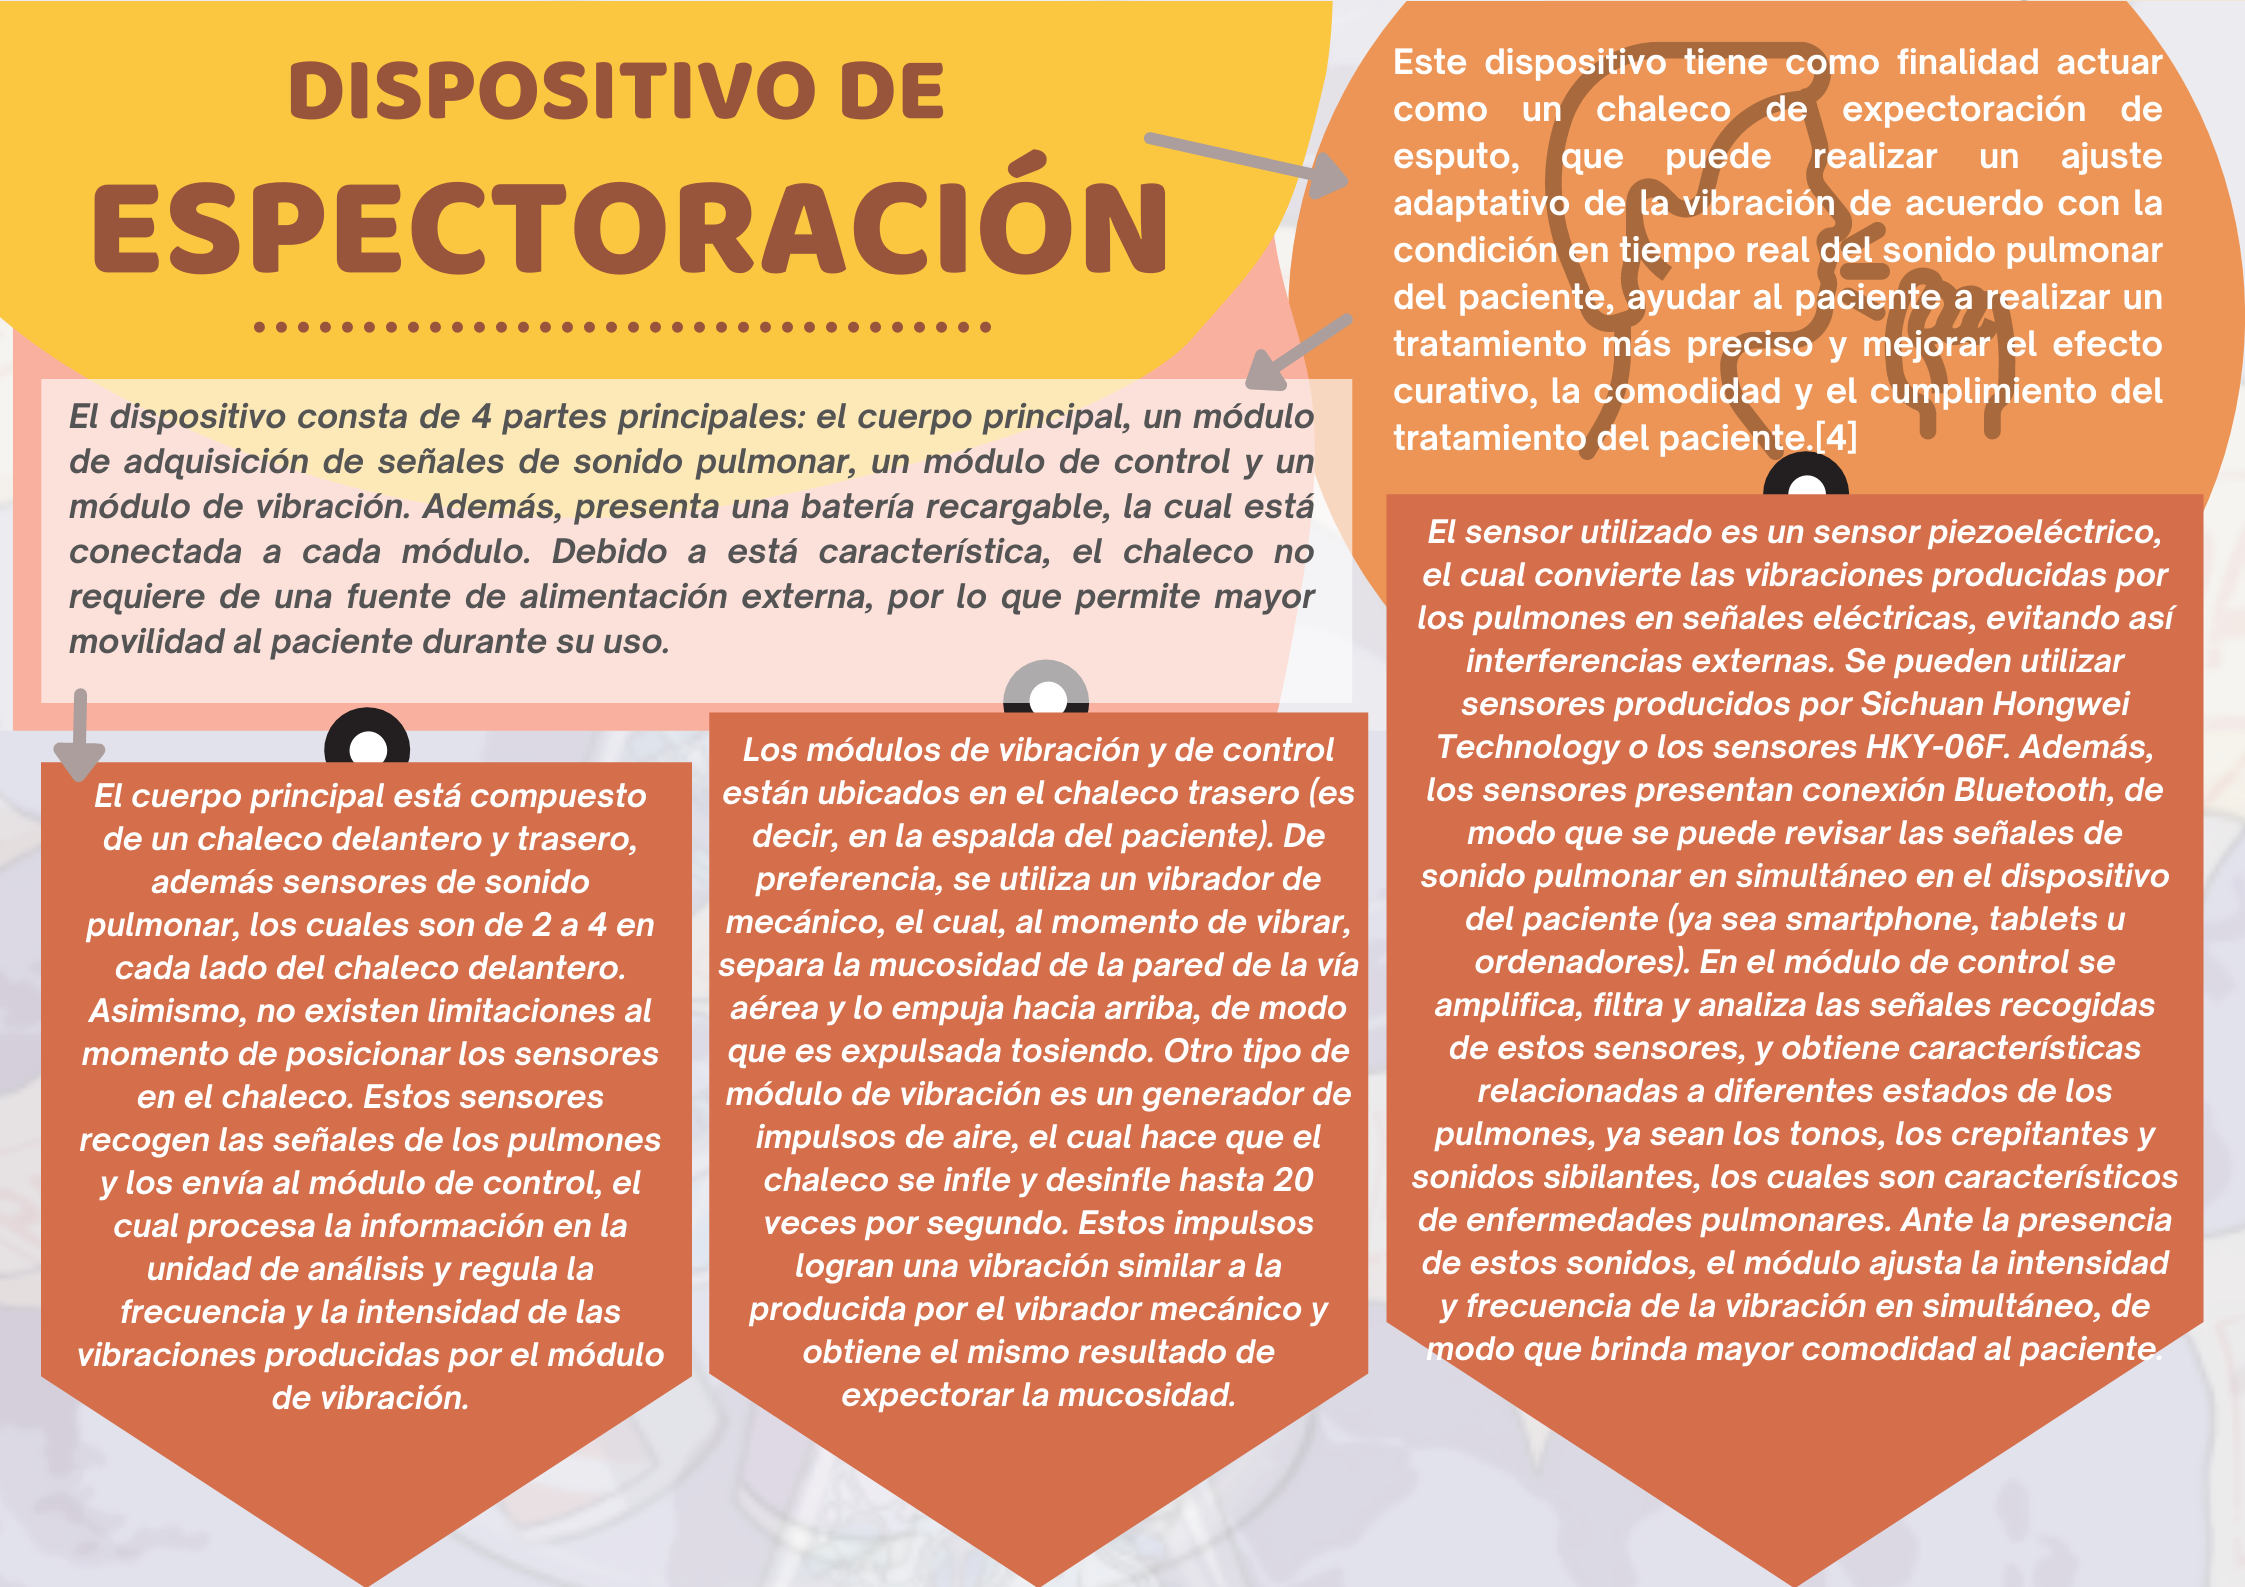 DISPOSITIVO DE
ESPECTORACIÓN
Este dispositivo tiene como finalidad actuar
como un chaleco de expectoración de
esputo, que puede realizar un ajuste
adaptativo de la vibración de acuerdo con la
condición en tiempo real del sonido pulmonar
del paciente, ayudar al paciente a realizar un
tratamiento más preciso y mejorar el efecto
curativo, la comodidad y el cumplimiento del
tratamiento del paciente.[4]
El dispositivo consta de 4 partes principales: el cuerpo principal, un módulo
de adquisición de señales de sonido pulmonar, un módulo de control y un
módulo de vibración. Además, presenta una batería recargable, la cual está
conectada a cada módulo. Debido a está característica, el chaleco no
requiere de una fuente de alimentación externa, por lo que permite mayor
movilidad al paciente durante su uso.
El cuerpo principal está compuesto
de un chaleco delantero y trasero,
además sensores de sonido
pulmonar, los cuales son de 2 a 4 en
cada lado del chaleco delantero.
Asimismo, no existen limitaciones al
momento de posicionar los sensores
en el chaleco. Estos sensores
recogen las señales de los pulmones
y los envía al módulo de control, el
cual procesa la información en la
unidad de análisis y regula la
frecuencia y la intensidad de las
vibraciones producidas por el módulo
de vibración.
Los módulos de vibración y de control
están ubicados en el chaleco trasero (es
decir, en la espalda del paciente). De
preferencia, se utiliza un vibrador de
mecánico, el cual, al momento de vibrar,
separa la mucosidad de la pared de la vía
aérea y lo empuja hacia arriba, de modo
que es expulsada tosiendo. Otro tipo de
módulo de vibración es un generador de
impulsos de aire, el cual hace que el
chaleco se infle y desinfle hasta 20
veces por segundo. Estos impulsos
logran una vibración similar a la
producida por el vibrador mecánico y
obtiene el mismo resultado de
expectorar la mucosidad.
El sensor utilizado es un sensor piezoeléctrico,
el cual convierte las vibraciones producidas por
los pulmones en señales eléctricas, evitando así
interferencias externas. Se pueden utilizar
sensores producidos por Sichuan Hongwei
Technology o los sensores HKY-06F. Además,
los sensores presentan conexión Bluetooth, de
modo que se puede revisar las señales de
sonido pulmonar en simultáneo en el dispositivo
del paciente (ya sea smartphone, tablets u
ordenadores). En el módulo de control se
amplifica, filtra y analiza las señales recogidas
de estos sensores, y obtiene características
relacionadas a diferentes estados de los
pulmones, ya sean los tonos, los crepitantes y
sonidos sibilantes, los cuales son característicos
de enfermedades pulmonares. Ante la presencia
de estos sonidos, el módulo ajusta la intensidad
y frecuencia de la vibración en simultáneo, de
modo que brinda mayor comodidad al paciente.